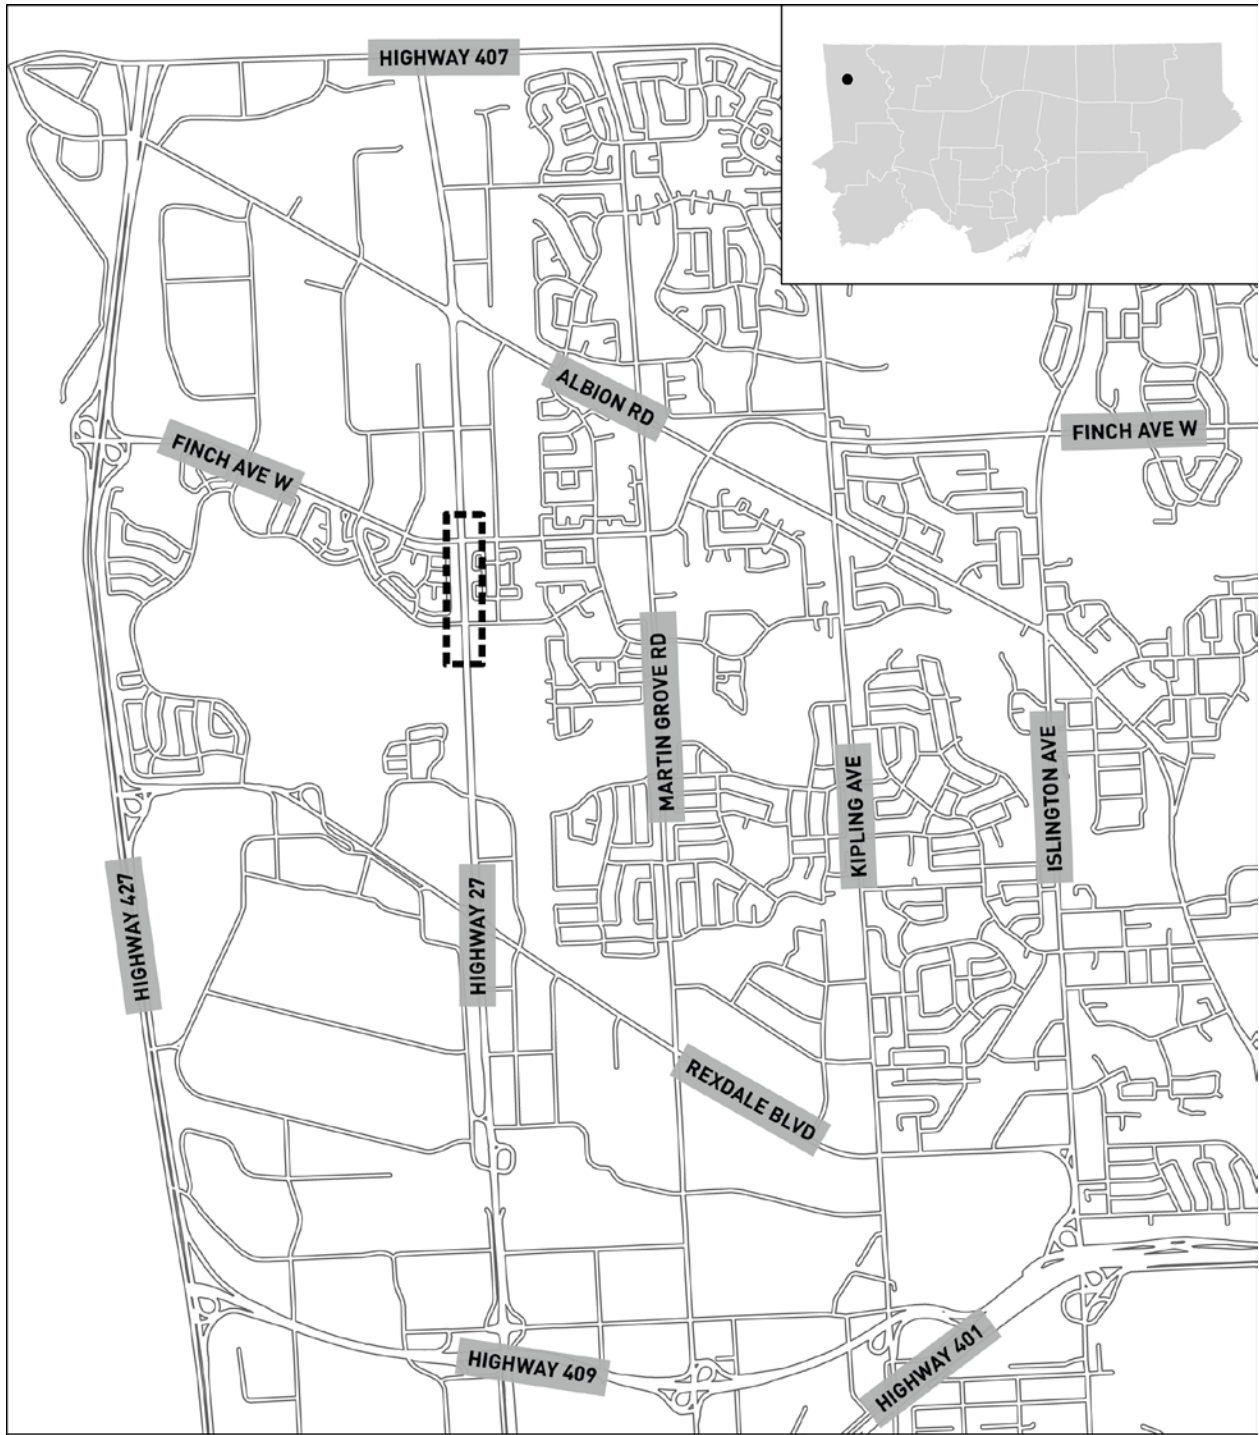 HIGHWAY 407
ALBION RD
FINCH AVE W
FINCH AVE W
MARTIN GROVE RD
KIPLING AVE
ISLINGTON AVE
HIGHWAY 427
HIGHWAY 27
REXDALE BLVD
HIGHWAY 409
HIGHWAY 401